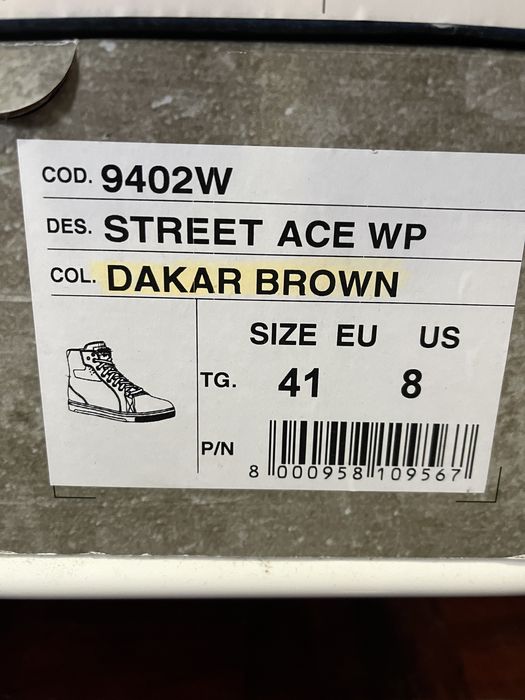 COD. 9402W
DES. STREET ACE WP
COL. DAKAR BROWN
SIZE EU US
TG. 41 8
P/N
8 000958 109567